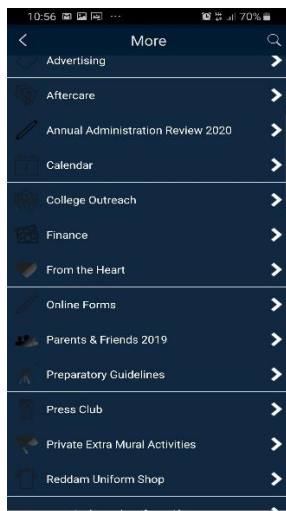 10:56 ... 70%
More
Advertising
Aftercare
Annual Administration Review 2020
Calendar
College Outreach
Finance
From the Heart
Online Forms
Parents & Friends 2019
Preparatory Guidelines
Press Club
Private Extra Mural Activities
Reddam Uniform Shop